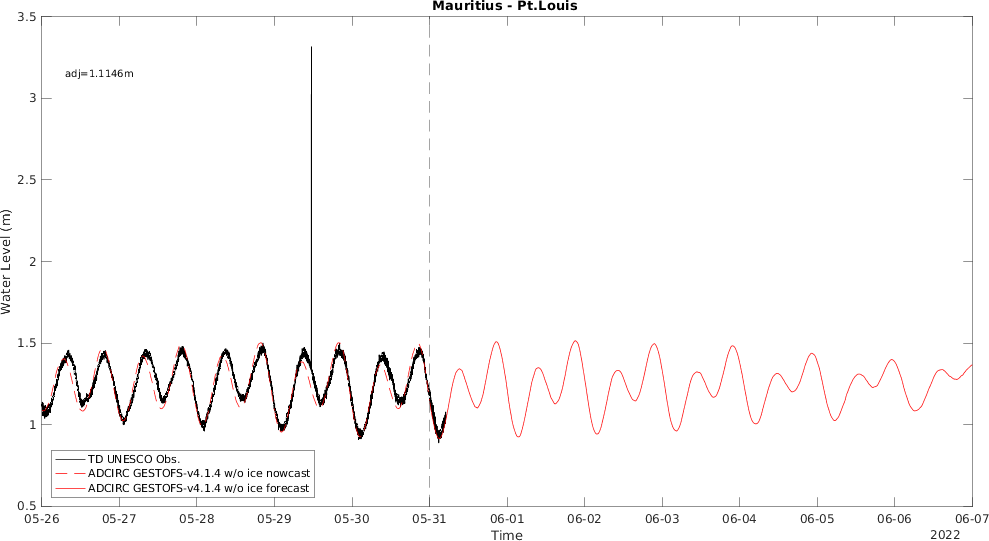 Mauritius - Pt.Louis
3.5
adj=1.1146m
3
2.5
2
1.5
1
0.5
Water Level (m)
TD UNESCO Obs.
ADCIRC GESTOFS-v4.1.4 w/o ice nowcast
ADCIRC GESTOFS-v4.1.4 w/o ice forecast
05-26 05-27 05-28 05-29 05-30 05-31 06-01 06-02 06-03 06-04 06-05 06-06 06-07
Time
2022